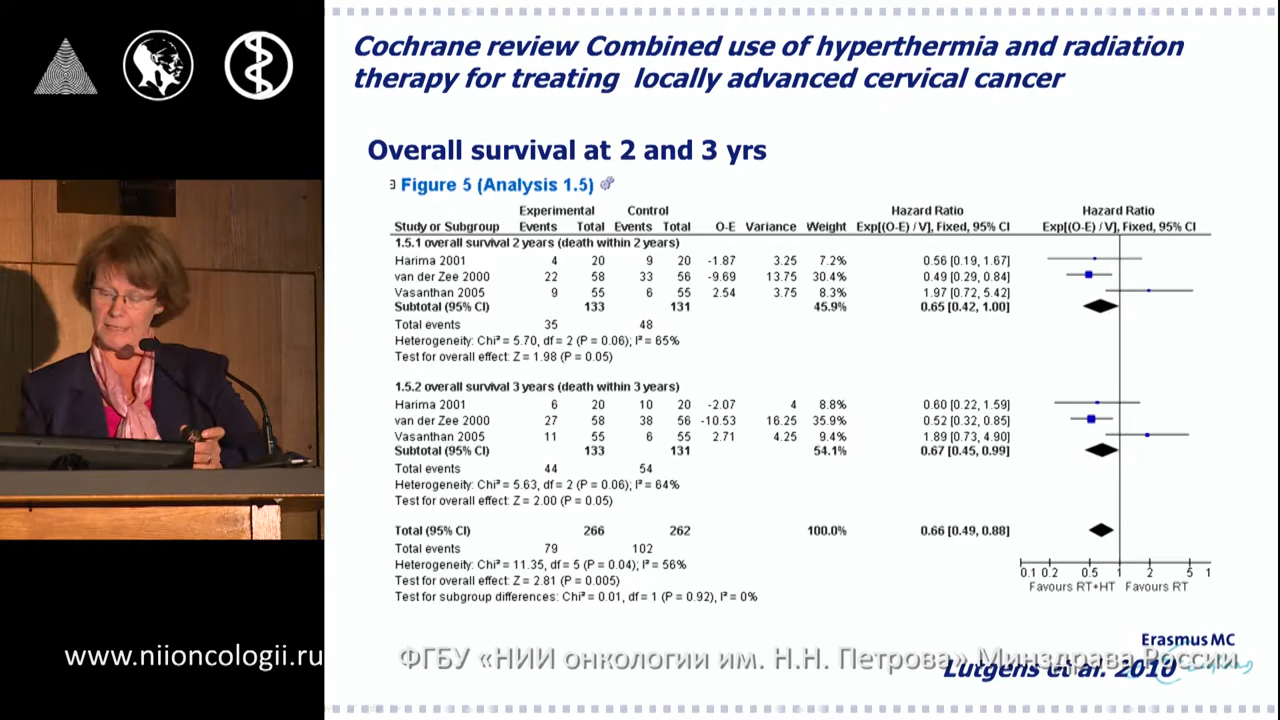 Cochrane review Combined use of hyperthermia and radiation
therapy for treating locally advanced cervical cancer
Overall survival at 2 and 3 yrs
Figure 5 (Analysis 1.5)
Experimental Control Hazard Ratio Hazard Ratio
Study or Subgroup Events Total Events Total O-E Variance Weight Exp[(O-E) / V], Fixed, 95% CI Exp[(O-E) / V], Fixed, 95% CI
1.5.1 overall survival 2 years (death within 2 years)
Harima 2001 4 20 9 20 -1.87 3.25 7.2% 0.56 [0.19, 1.67]
van der Zee 2000 22 58 33 56 -9.69 13.75 30.4% 0.49 [0.29, 0.84]
Vasanthan 2005 9 55 6 55 2.54 3.75 8.3% 1.97 [0.72, 5.42]
Subtotal (95% CI) 133 131 45.9% 0.65 [0.42, 1.00]
Total events 35 48
Heterogeneity: Chi² = 5.70, df = 2 (P = 0.06); I² = 65%
Test for overall effect: Z = 1.98 (P = 0.05)
1.5.2 overall survival 3 years (death within 3 years)
Harima 2001 6 20 10 20 -2.07 4 8.8% 0.60 [0.22, 1.59]
van der Zee 2000 27 58 38 56 -10.53 16.25 35.9% 0.52 [0.32, 0.85]
Vasanthan 2005 11 55 6 55 2.71 4.25 9.4% 1.89 [0.73, 4.90]
Subtotal (95% CI) 133 131 54.1% 0.67 [0.45, 0.99]
Total events 44 54
Heterogeneity: Chi² = 5.63, df = 2 (P = 0.06); I² = 64%
Test for overall effect: Z = 2.00 (P = 0.05)
Total (95% CI) 266 262 100.0% 0.66 [0.49, 0.88]
Total events 79 102
Heterogeneity: Chi² = 11.35, df = 5 (P = 0.04); I² = 56%
Test for overall effect: Z = 2.81 (P = 0.005)
Test for subgroup differences: Chi² = 0.01, df = 1 (P = 0.92), I² = 0%
0.1 0.2 0.5 1 2 5 1
Favours RT+HT Favours RT
Erasmus MC
www.niioncologii.ru
ФГБУ «НИИ онкологии им. Н.Н. Петрова» Минздрава России
Lutgens et al. 2010